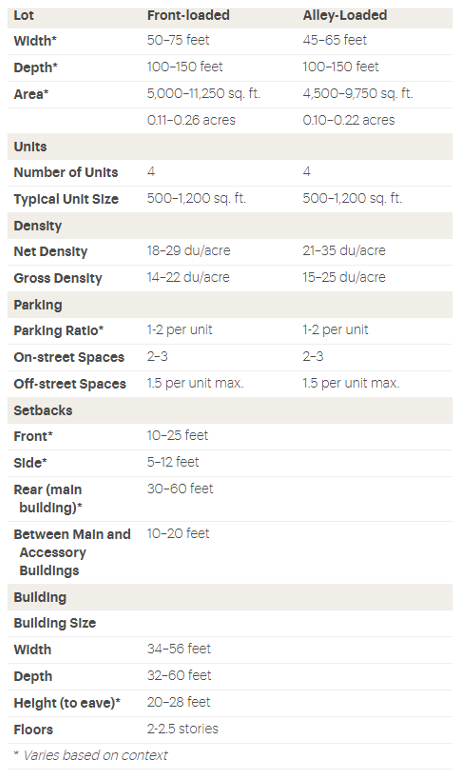 Lot Front-loaded Alley-Loaded
Width* 50–75 feet 45–65 feet
Depth* 100–150 feet 100–150 feet
Area* 5,000–11,250 sq. ft. 4,500–9,750 sq. ft.
0.11–0.26 acres 0.10–0.22 acres
Units
Number of Units 4 4
Typical Unit Size 500–1,200 sq. ft. 500–1,200 sq. ft.
Density
Net Density 18–29 du/acre 21–35 du/acre
Gross Density 14–22 du/acre 15–25 du/acre
Parking
Parking Ratio* 1-2 per unit 1-2 per unit
On-street Spaces 2–3 2–3
Off-street Spaces 1.5 per unit max. 1.5 per unit max.
Setbacks
Front* 10–25 feet
Side* 5–12 feet
Rear (main 30–60 feet
building)*
Between Main and 10–20 feet
Accessory
Buildings
Building
Building Size
Width 34–56 feet
Depth 32–60 feet
Height (to eave)* 20–28 feet
Floors 2-2.5 stories
* Varies based on context